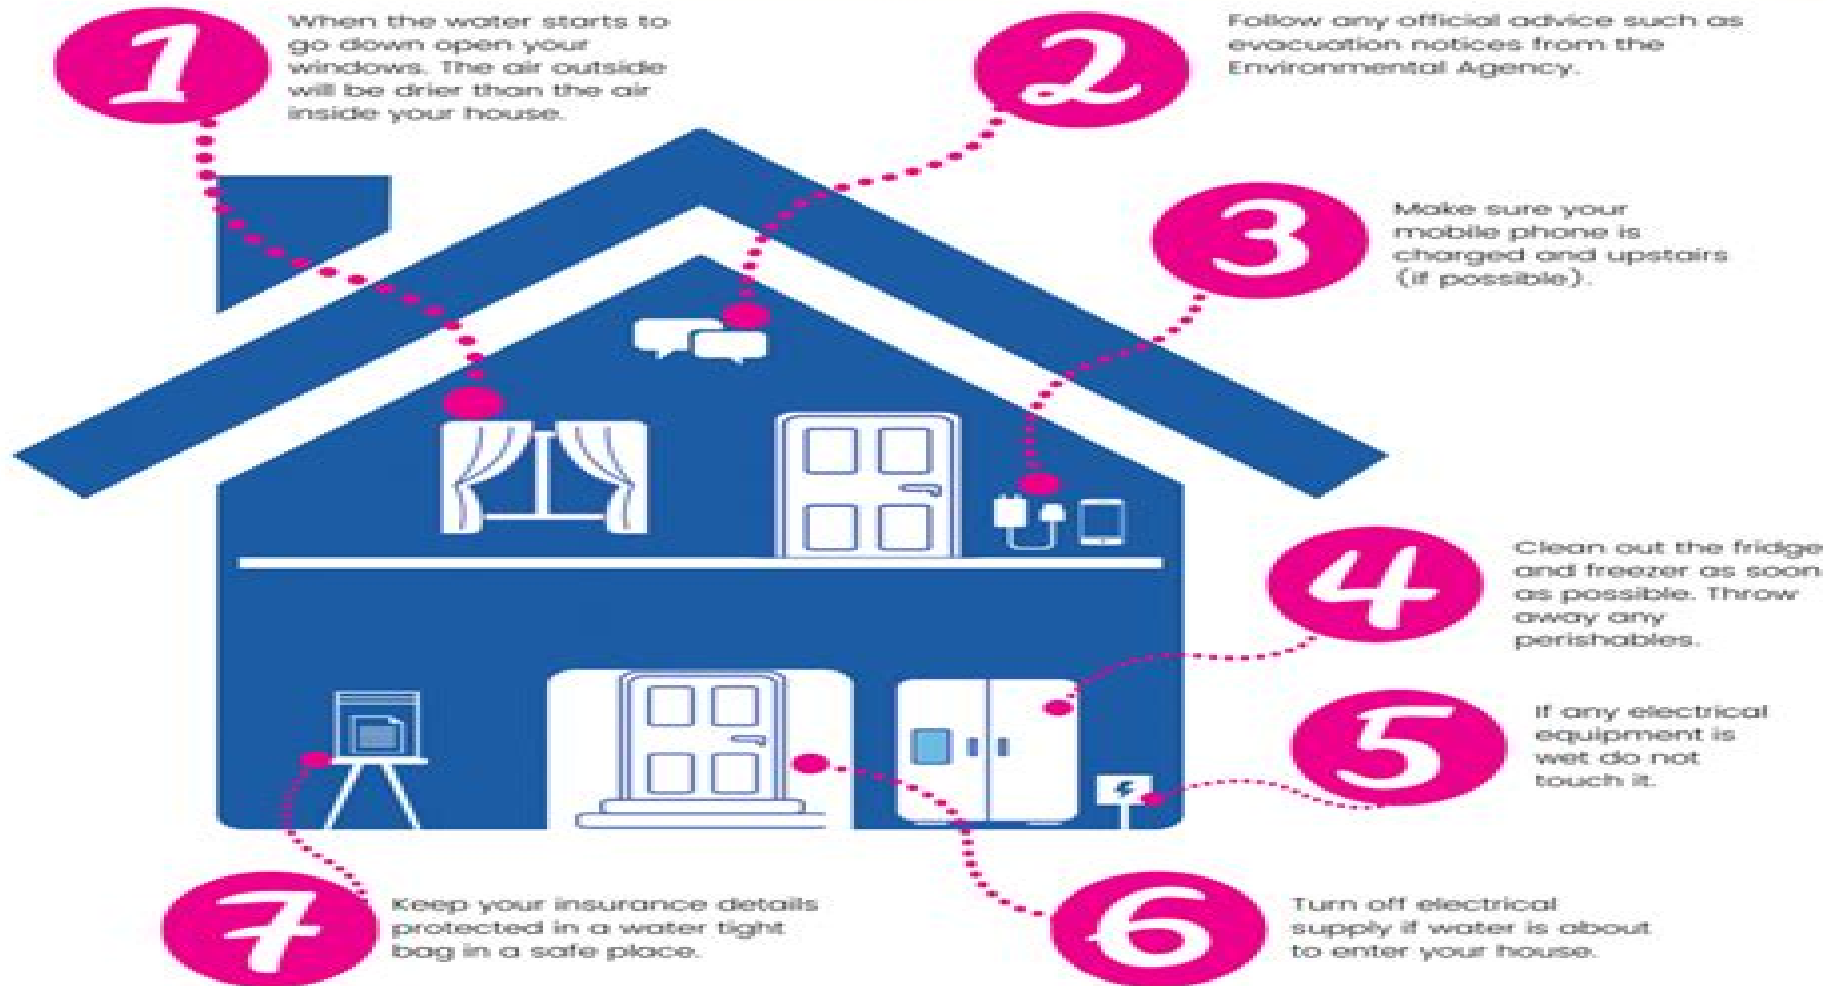 1
When the water starts to
go down open your
windows. The air outside
will be drier than the air
inside your house.
2
Follow any official advice such as
evacuation notices from the
Environmental Agency.
3
Make sure your
mobile phone is
charged and upstairs
(if possible).
4
Clean out the fridge
and freezer as soon
as possible. Throw
away any
perishables.
5
If any electrical
equipment is
wet do not
touch it.
6
Turn off electrical
supply if water is about
to enter your house.
7
Keep your insurance details
protected in a water tight
bag in a safe place.